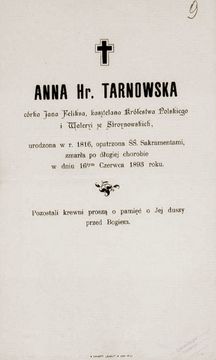 9
ANNA Hr. TARNOWSKA
córka Jana Feliksa, kasztelana Królestwa Polskiego
i Waleryi ze Stroynowskich,
urodzona w r. 1816, opatrzona SS. Sakramentami,
zmarła po długiej chorobie
w dniu 16tym Czerwca 1893 roku.
Pozostali krewni proszą o pamięć o Jej duszy
przed Bogiem.